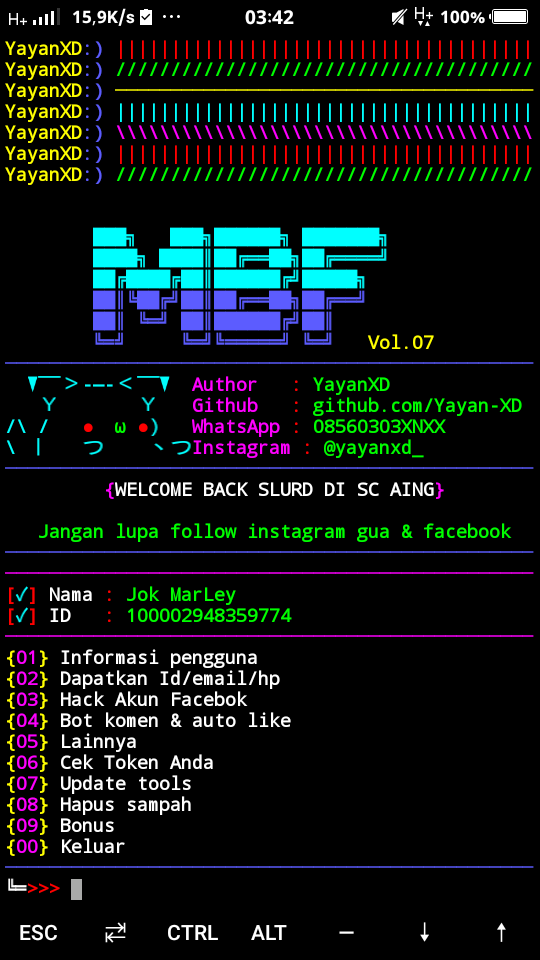 H+ 15,9K/s ... 03:42 H+ 100%
YayanXD:) ||||||||||||||||||||||||||||||||||||||
YayanXD:) //////////////////////////////////////
YayanXD:) ──────────────────────────────────────
YayanXD:) ||||||||||||||||||||||||||||||||||||||
YayanXD:) \\\\\\\\\\\\\\\\\\\\\\\\\\\\\\\\\\\\\\
YayanXD:) ||||||||||||||||||||||||||||||||||||||
YayanXD:) //////////////////////////////////////
MBF
Vol.07
Author : YayanXD
Github : github.com/Yayan-XD
WhatsApp : 08560303XNXX
Instagram : @yayanxd_
{WELCOME BACK SLURD DI SC AING}
Jangan lupa follow instagram gua & facebook
[✓] Nama : Jok MarLey
[✓] ID : 100002948359774
{01} Informasi pengguna
{02} Dapatkan Id/email/hp
{03} Hack Akun Facebok
{04} Bot komen & auto like
{05} Lainnya
{06} Cek Token Anda
{07} Update tools
{08} Hapus sampah
{09} Bonus
{00} Keluar
╚═>>>
ESC ⇄ CTRL ALT — ↓ ↑